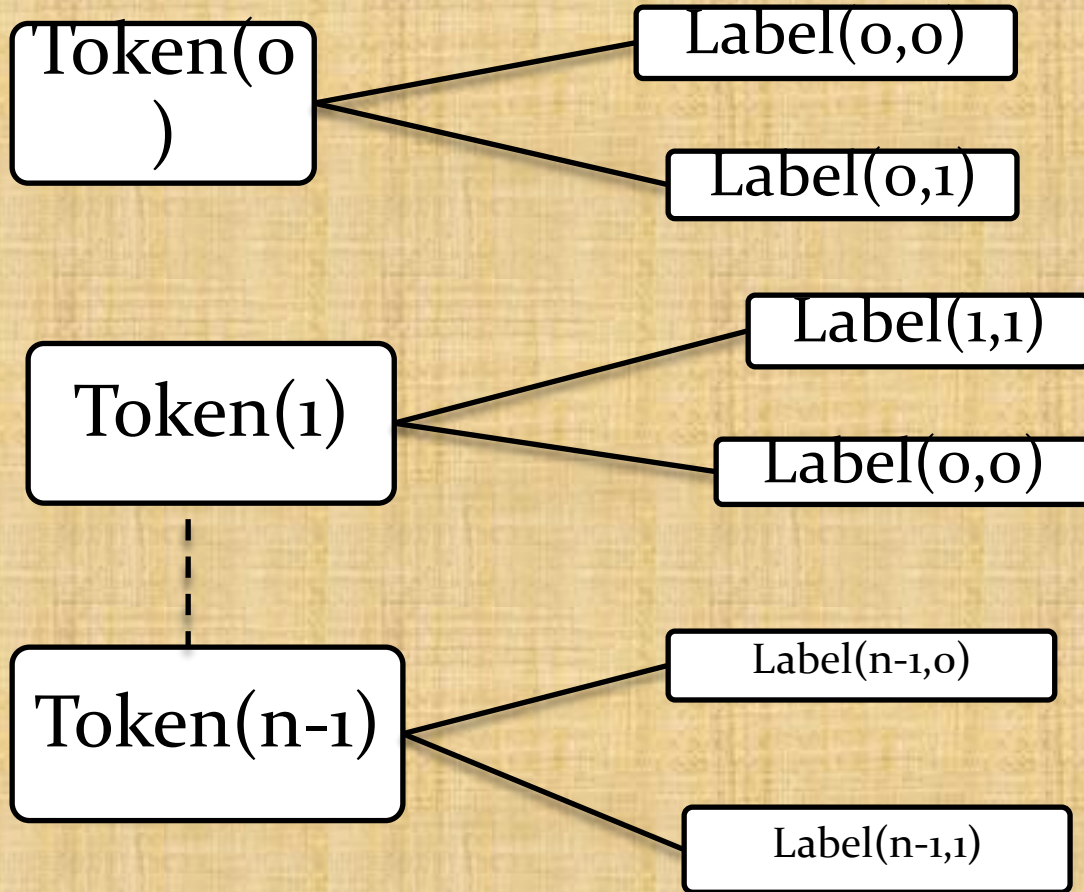 Token(0
)
Label(0,0)
Label(0,1)
Token(1)
Label(1,1)
Label(0,0)
Token(n-1)
Label(n-1,0)
Label(n-1,1)